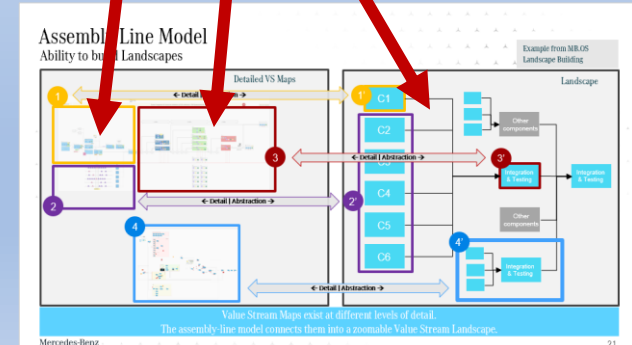 Assembly Line Model
Ability to build Landscapes
Example from MB.OS
Landscape Building
Detailed VS Maps
Landscape
1
← Detail | Abstraction →
1'
C1
C2
C4
C5
C6
Other
components
3
← Detail | Abstraction →
3'
Integration
& Testing
Integration
& Testing
2
← Detail | Abstraction →
2'
Other
components
4
4'
Integration
& Testing
← Detail | Abstraction →
Value Stream Maps exist at different levels of detail.
The assembly-line model connects them into a zoomable Value Stream Landscape.
Mercedes-Benz
21